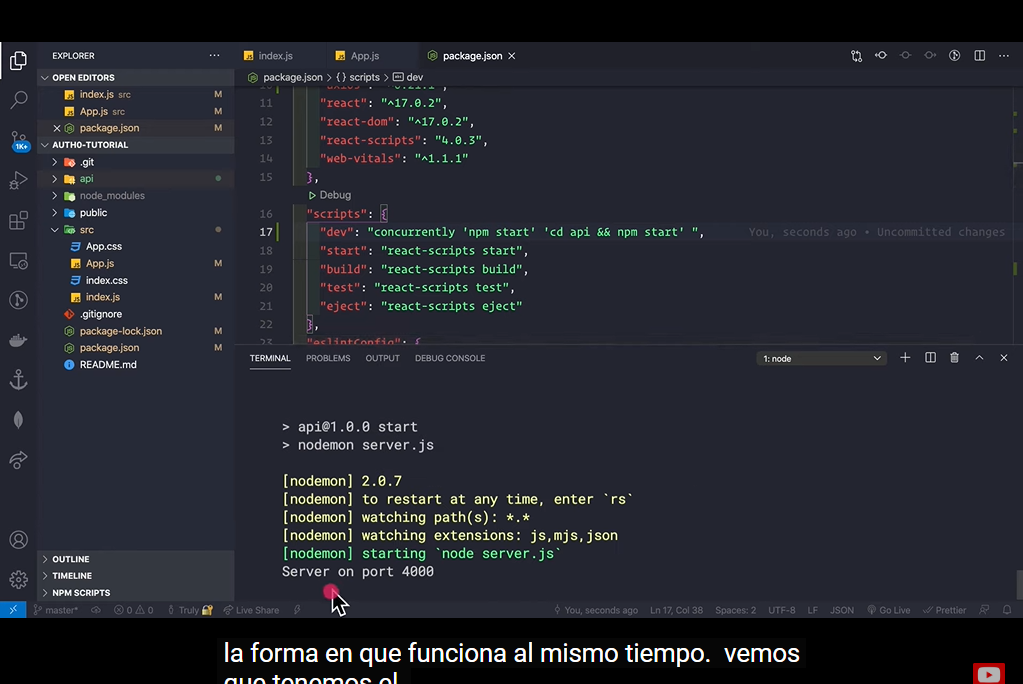 EXPLORER
index.js
App.js
package.json
OPEN EDITORS
package.json > {} scripts > dev
index.js src M
App.js src M
package.json M
AUTH0-TUTORIAL
.git
api
node_modules
public
src
App.css
App.js M
index.css
index.js M
.gitignore
package-lock.json M
package.json M
README.md
OUTLINE
TIMELINE
NPM SCRIPTS
1K+
11 "react": "^17.0.2",
12 "react-dom": "^17.0.2",
13 "react-scripts": "4.0.3",
14 "web-vitals": "^1.1.1"
15 },
Debug
16 "scripts": {
17 "dev": "concurrently 'npm start' 'cd api && npm start' ", You, seconds ago • Uncommitted changes
18 "start": "react-scripts start",
19 "build": "react-scripts build",
20 "test": "react-scripts test",
21 "eject": "react-scripts eject"
22 },
23 "eslintConfig": {
TERMINAL PROBLEMS OUTPUT DEBUG CONSOLE 1: node
> api@1.0.0 start
> nodemon server.js
[nodemon] 2.0.7
[nodemon] to restart at any time, enter `rs`
[nodemon] watching path(s): *.*
[nodemon] watching extensions: js,mjs,json
[nodemon] starting `node server.js`
Server on port 4000
master* 0 0 Truly Live Share You, seconds ago Ln 17, Col 38 Spaces: 2 UTF-8 LF JSON Go Live Prettier
la forma en que funciona al mismo tiempo. vemos
que tenemos el